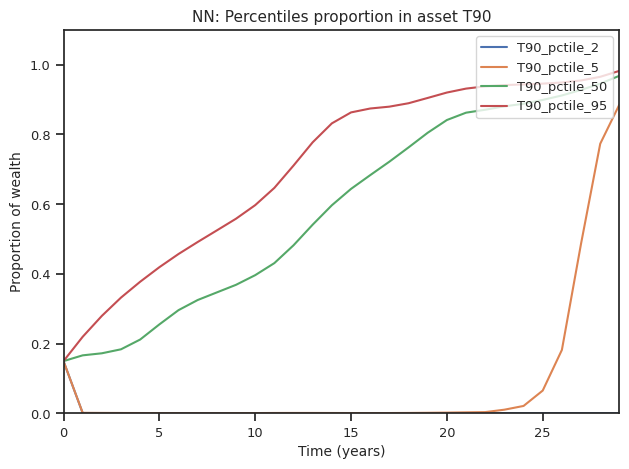 NN: Percentiles proportion in asset T90
T90_pctile_2
T90_pctile_5
T90_pctile_50
T90_pctile_95
Proportion of wealth
1.0
0.8
0.6
0.4
0.2
0.0
0 5 10 15 20 25
Time (years)